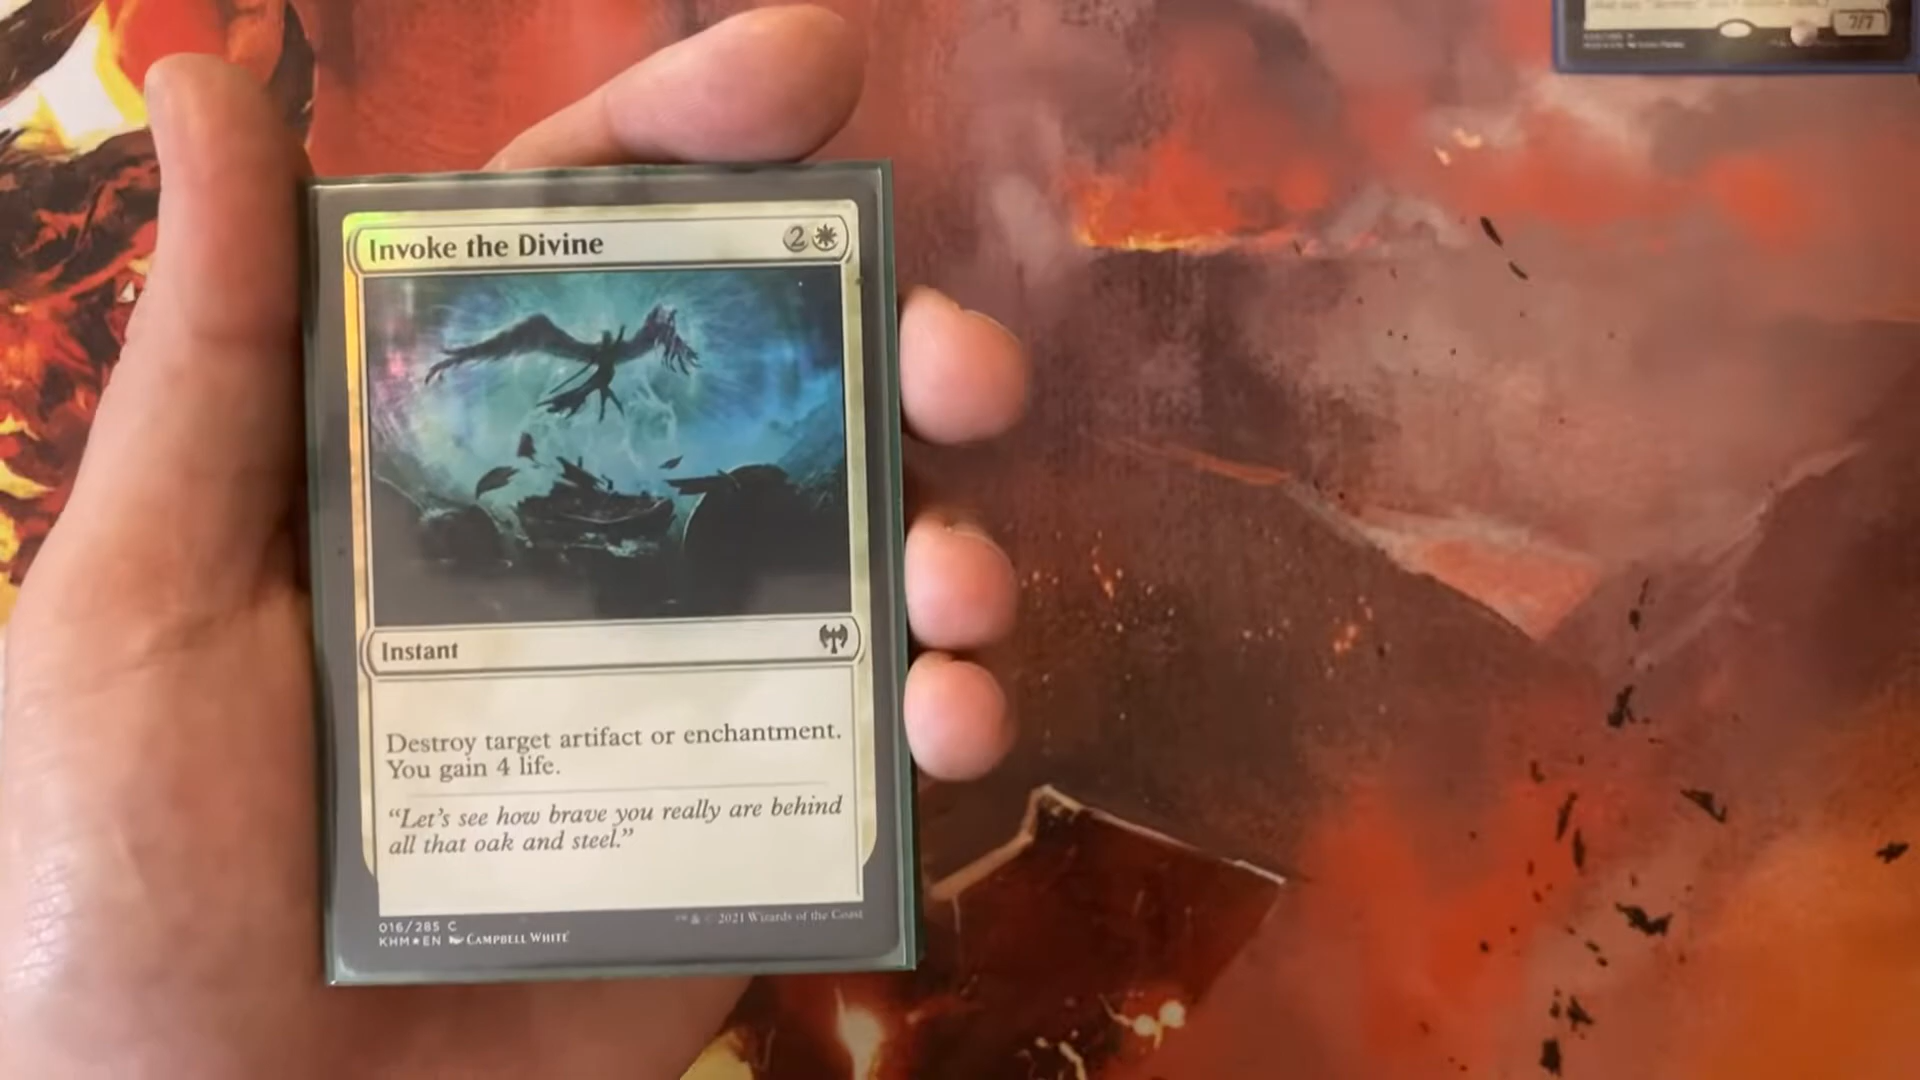 7/7
Invoke the Divine
2
Instant
Destroy target artifact or enchantment.
You gain 4 life.
“Let’s see how brave you really are behind
all that oak and steel.”
016/285 C
KHM★EN CAMPBELL WHITE
© 2021 Wizards of the Coast